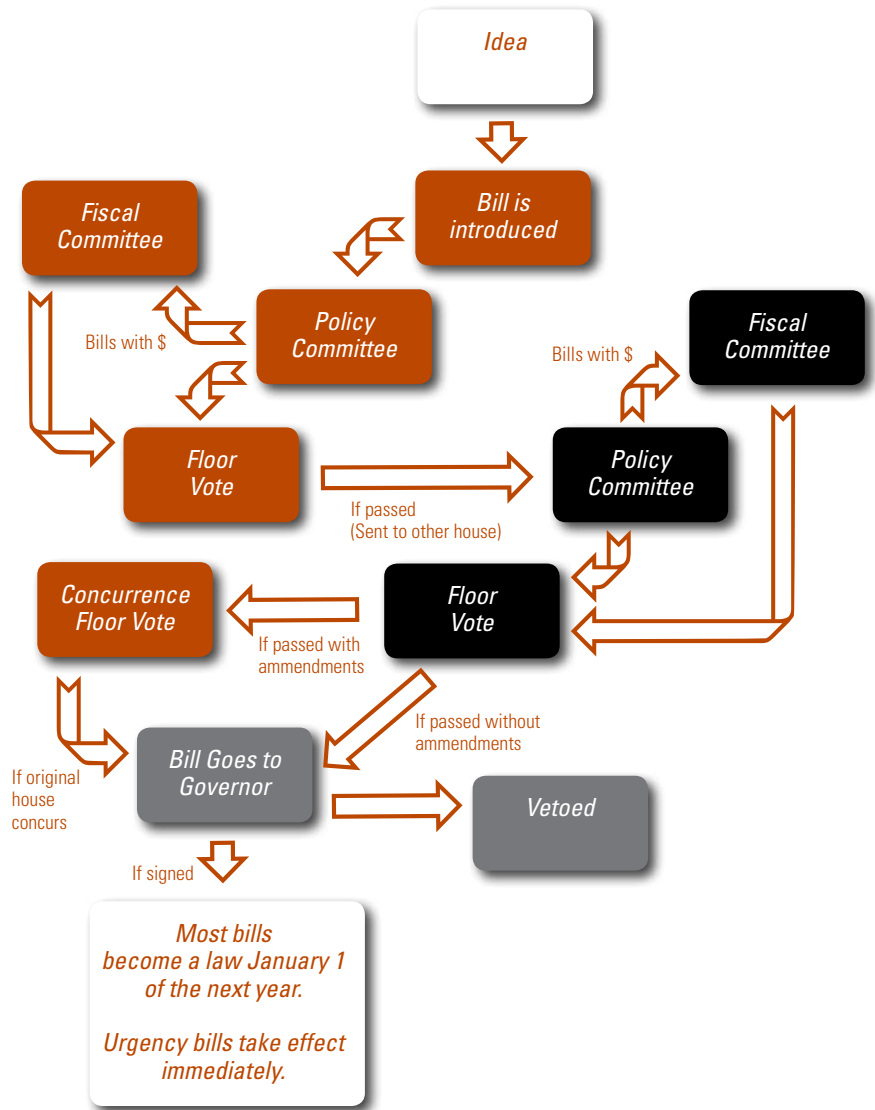 Idea
Bill is
introduced
Fiscal
Committee
Policy
Committee
Bills with $
Floor
Vote
If passed
(Sent to other house)
Fiscal
Committee
Bills with $
Policy
Committee
Floor
Vote
Concurrence
Floor Vote
If passed with
ammendments
If passed without
ammendments
If original
house
concurs
Bill Goes to
Governor
Vetoed
If signed
Most bills
become a law January 1
of the next year.
Urgency bills take effect
immediately.